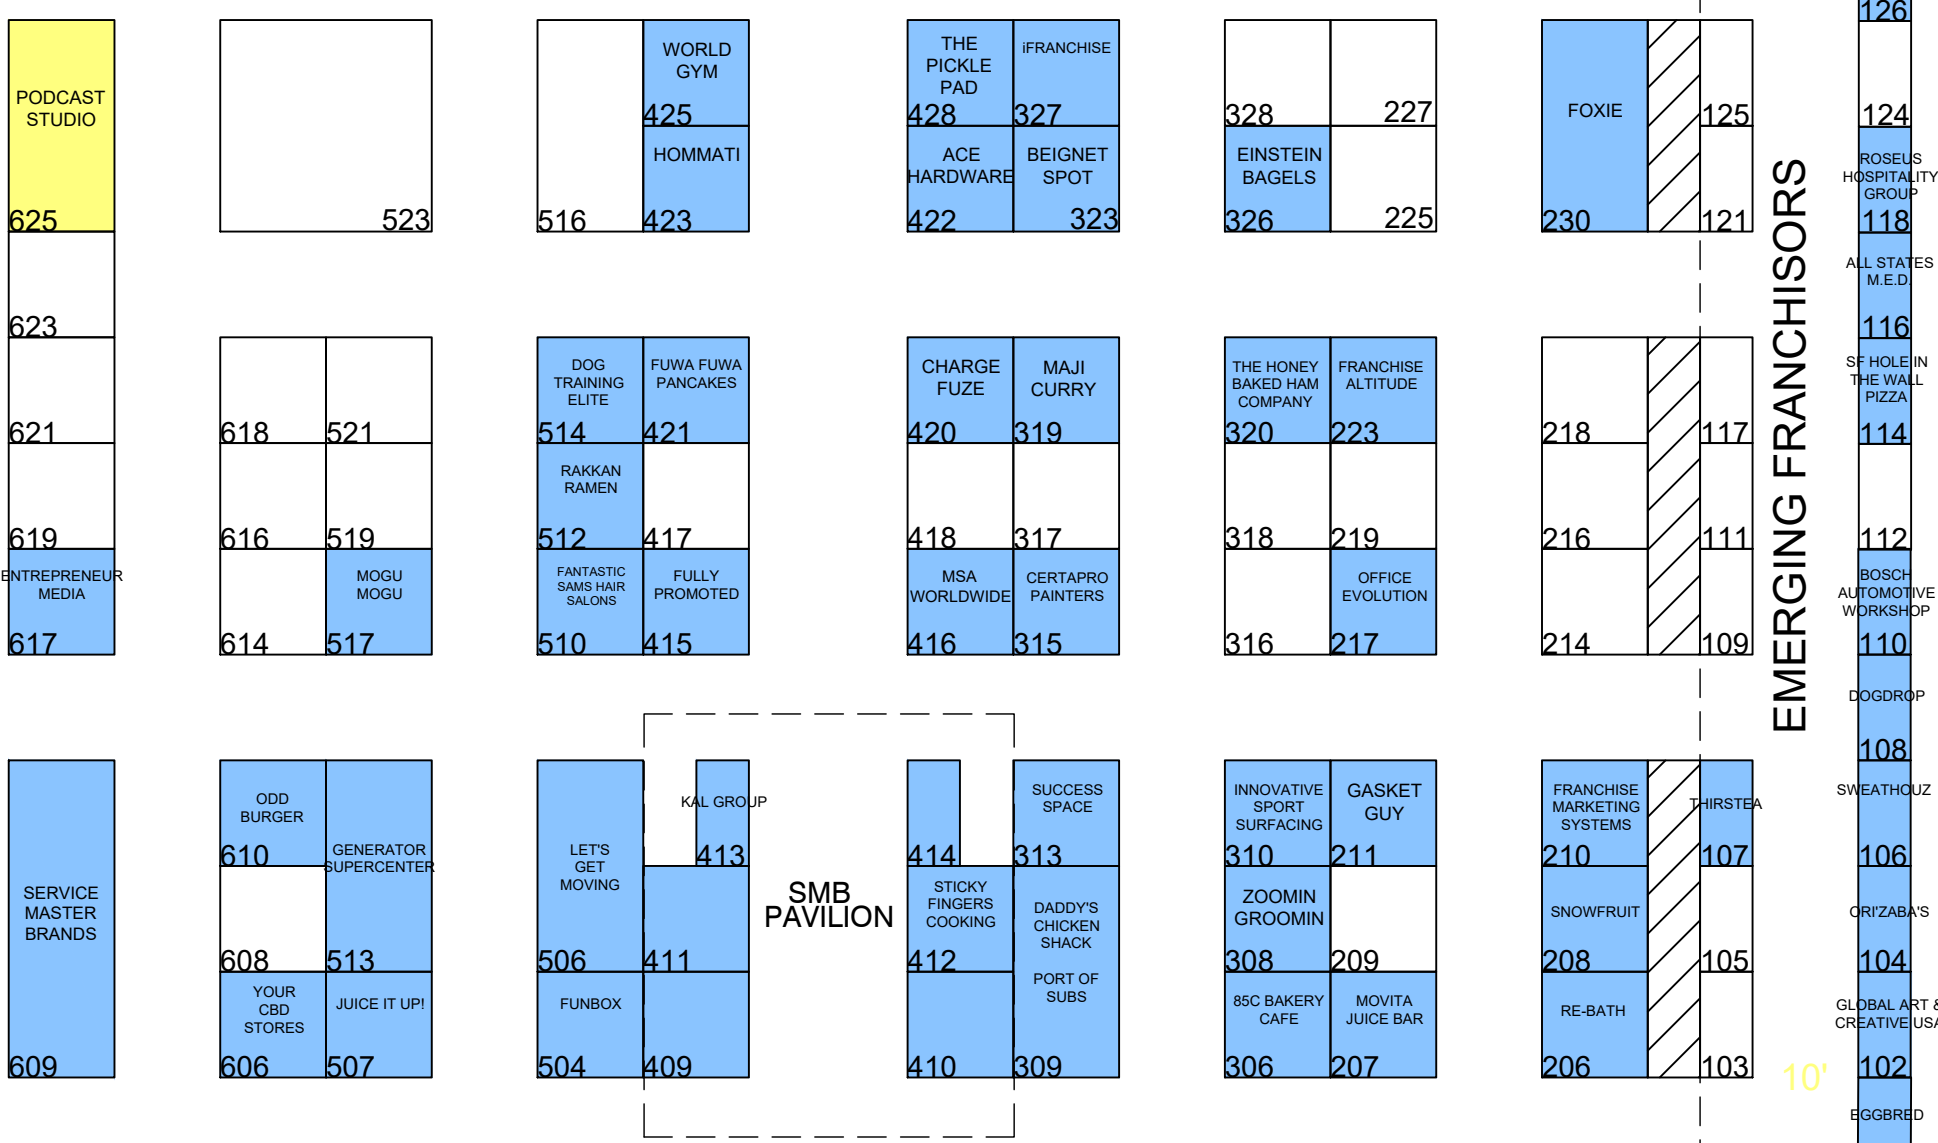 126
PODCAST
STUDIO
625
523
516
WORLD
GYM
425
HOMMATI
423
THE
PICKLE
PAD
428
iFRANCHISE
327
ACE
HARDWARE
422
BEIGNET
SPOT
323
328
227
EINSTEIN
BAGELS
326
225
FOXIE
230
125
121
124
ROSEUS
HOSPITALITY
GROUP
118
EMERGING FRANCHISORS
623
621
619
ENTREPRENEUR
MEDIA
617
618
521
616
519
614
MOGU
MOGU
517
DOG
TRAINING
ELITE
514
FUWA FUWA
PANCAKES
421
RAKKAN
RAMEN
512
417
FANTASTIC
SAMS HAIR
SALONS
510
FULLY
PROMOTED
415
CHARGE
FUZE
420
MAJI
CURRY
319
418
317
MSA
WORLDWIDE
416
CERTAPRO
PAINTERS
315
THE HONEY
BAKED HAM
COMPANY
320
FRANCHISE
ALTITUDE
223
318
219
316
OFFICE
EVOLUTION
217
218
117
216
111
214
109
ALL STATES
M.E.D.
116
SF HOLE IN
THE WALL
PIZZA
114
112
BOSCH
AUTOMOTIVE
WORKSHOP
110
DOGDROP
108
SERVICE
MASTER
BRANDS
609
ODD
BURGER
610
GENERATOR
SUPERCENTER
513
608
YOUR
CBD
STORES
606
JUICE IT UP!
507
LET'S
GET
MOVING
506
KAL GROUP
413
411
FUNBOX
504
409
SMB
PAVILION
414
SUCCESS
SPACE
313
STICKY
FINGERS
COOKING
412
DADDY'S
CHICKEN
SHACK
PORT OF
SUBS
309
410
INNOVATIVE
SPORT
SURFACING
310
GASKET
GUY
211
ZOOMIN
GROOMIN
308
209
85C BAKERY
CAFE
306
MOVITA
JUICE BAR
207
FRANCHISE
MARKETING
SYSTEMS
210
THIRSTEA
107
SNOWFRUIT
208
105
RE-BATH
206
103
10'
SWEATHOUZ
106
ORI'ZABA'S
104
GLOBAL ART &
CREATIVE USA
102
EGGBRED